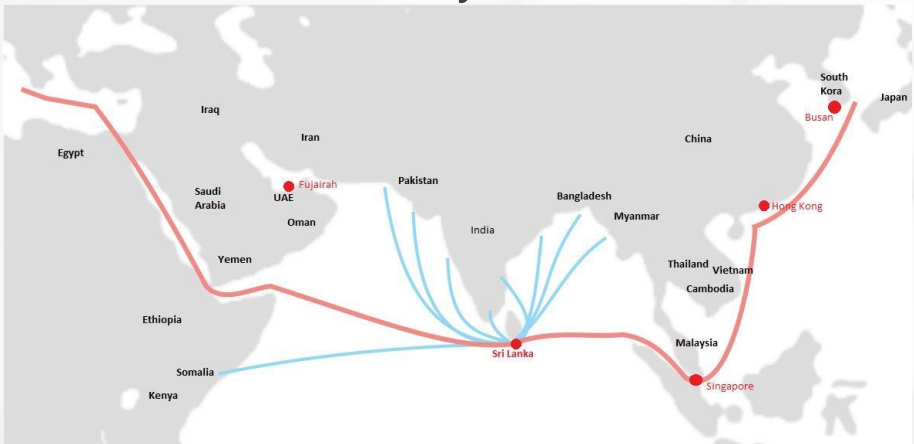 South
Kora
Japan
Busan
Iraq
Iran
China
Egypt
Pakistan
Fujairah
Saudi
Arabia
UAE
Bangladesh
Hong Kong
Oman
India
Myanmar
Yemen
Thailand
Vietnam
Cambodia
Ethiopia
Malaysia
Sri Lanka
Somalia
Singapore
Kenya